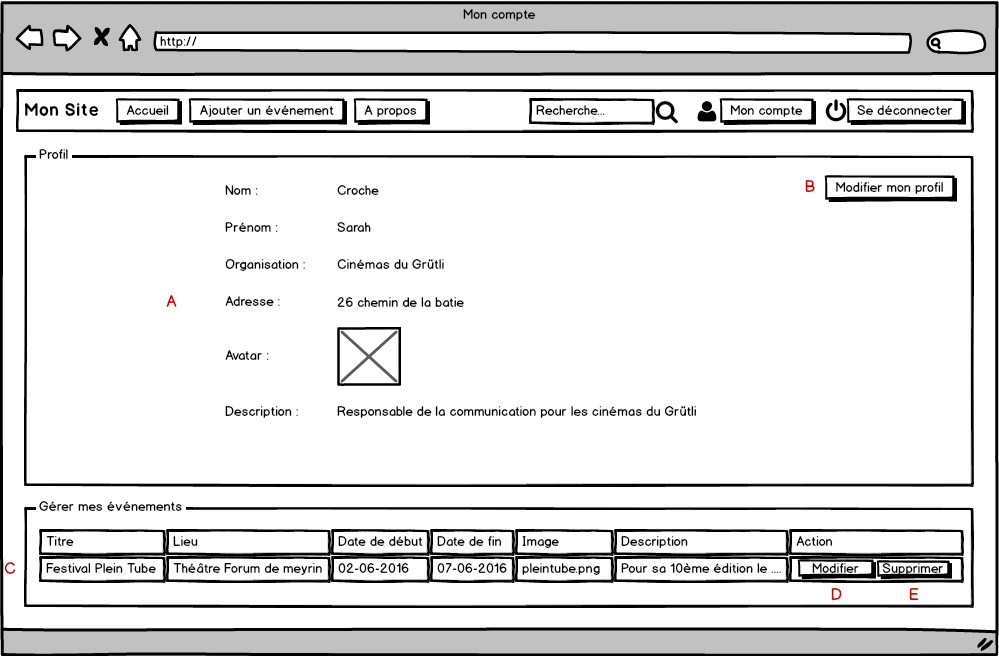 Mon compte
http://
Mon Site Accueil Ajouter un événement A propos Recherche... Mon compte Se déconnecter
Profil
Nom : Croche B Modifier mon profil
Prénom : Sarah
Organisation : Cinémas du Grütli
A Adresse : 26 chemin de la batie
Avatar :
Description : Responsable de la communication pour les cinémas du Grütli
Gérer mes événements
Titre Lieu Date de début Date de fin Image Description Action
C Festival Plein Tube Théâtre Forum de meyrin 02-06-2016 07-06-2016 pleintube.png Pour sa 10ème édition le .... Modifier Supprimer
D E